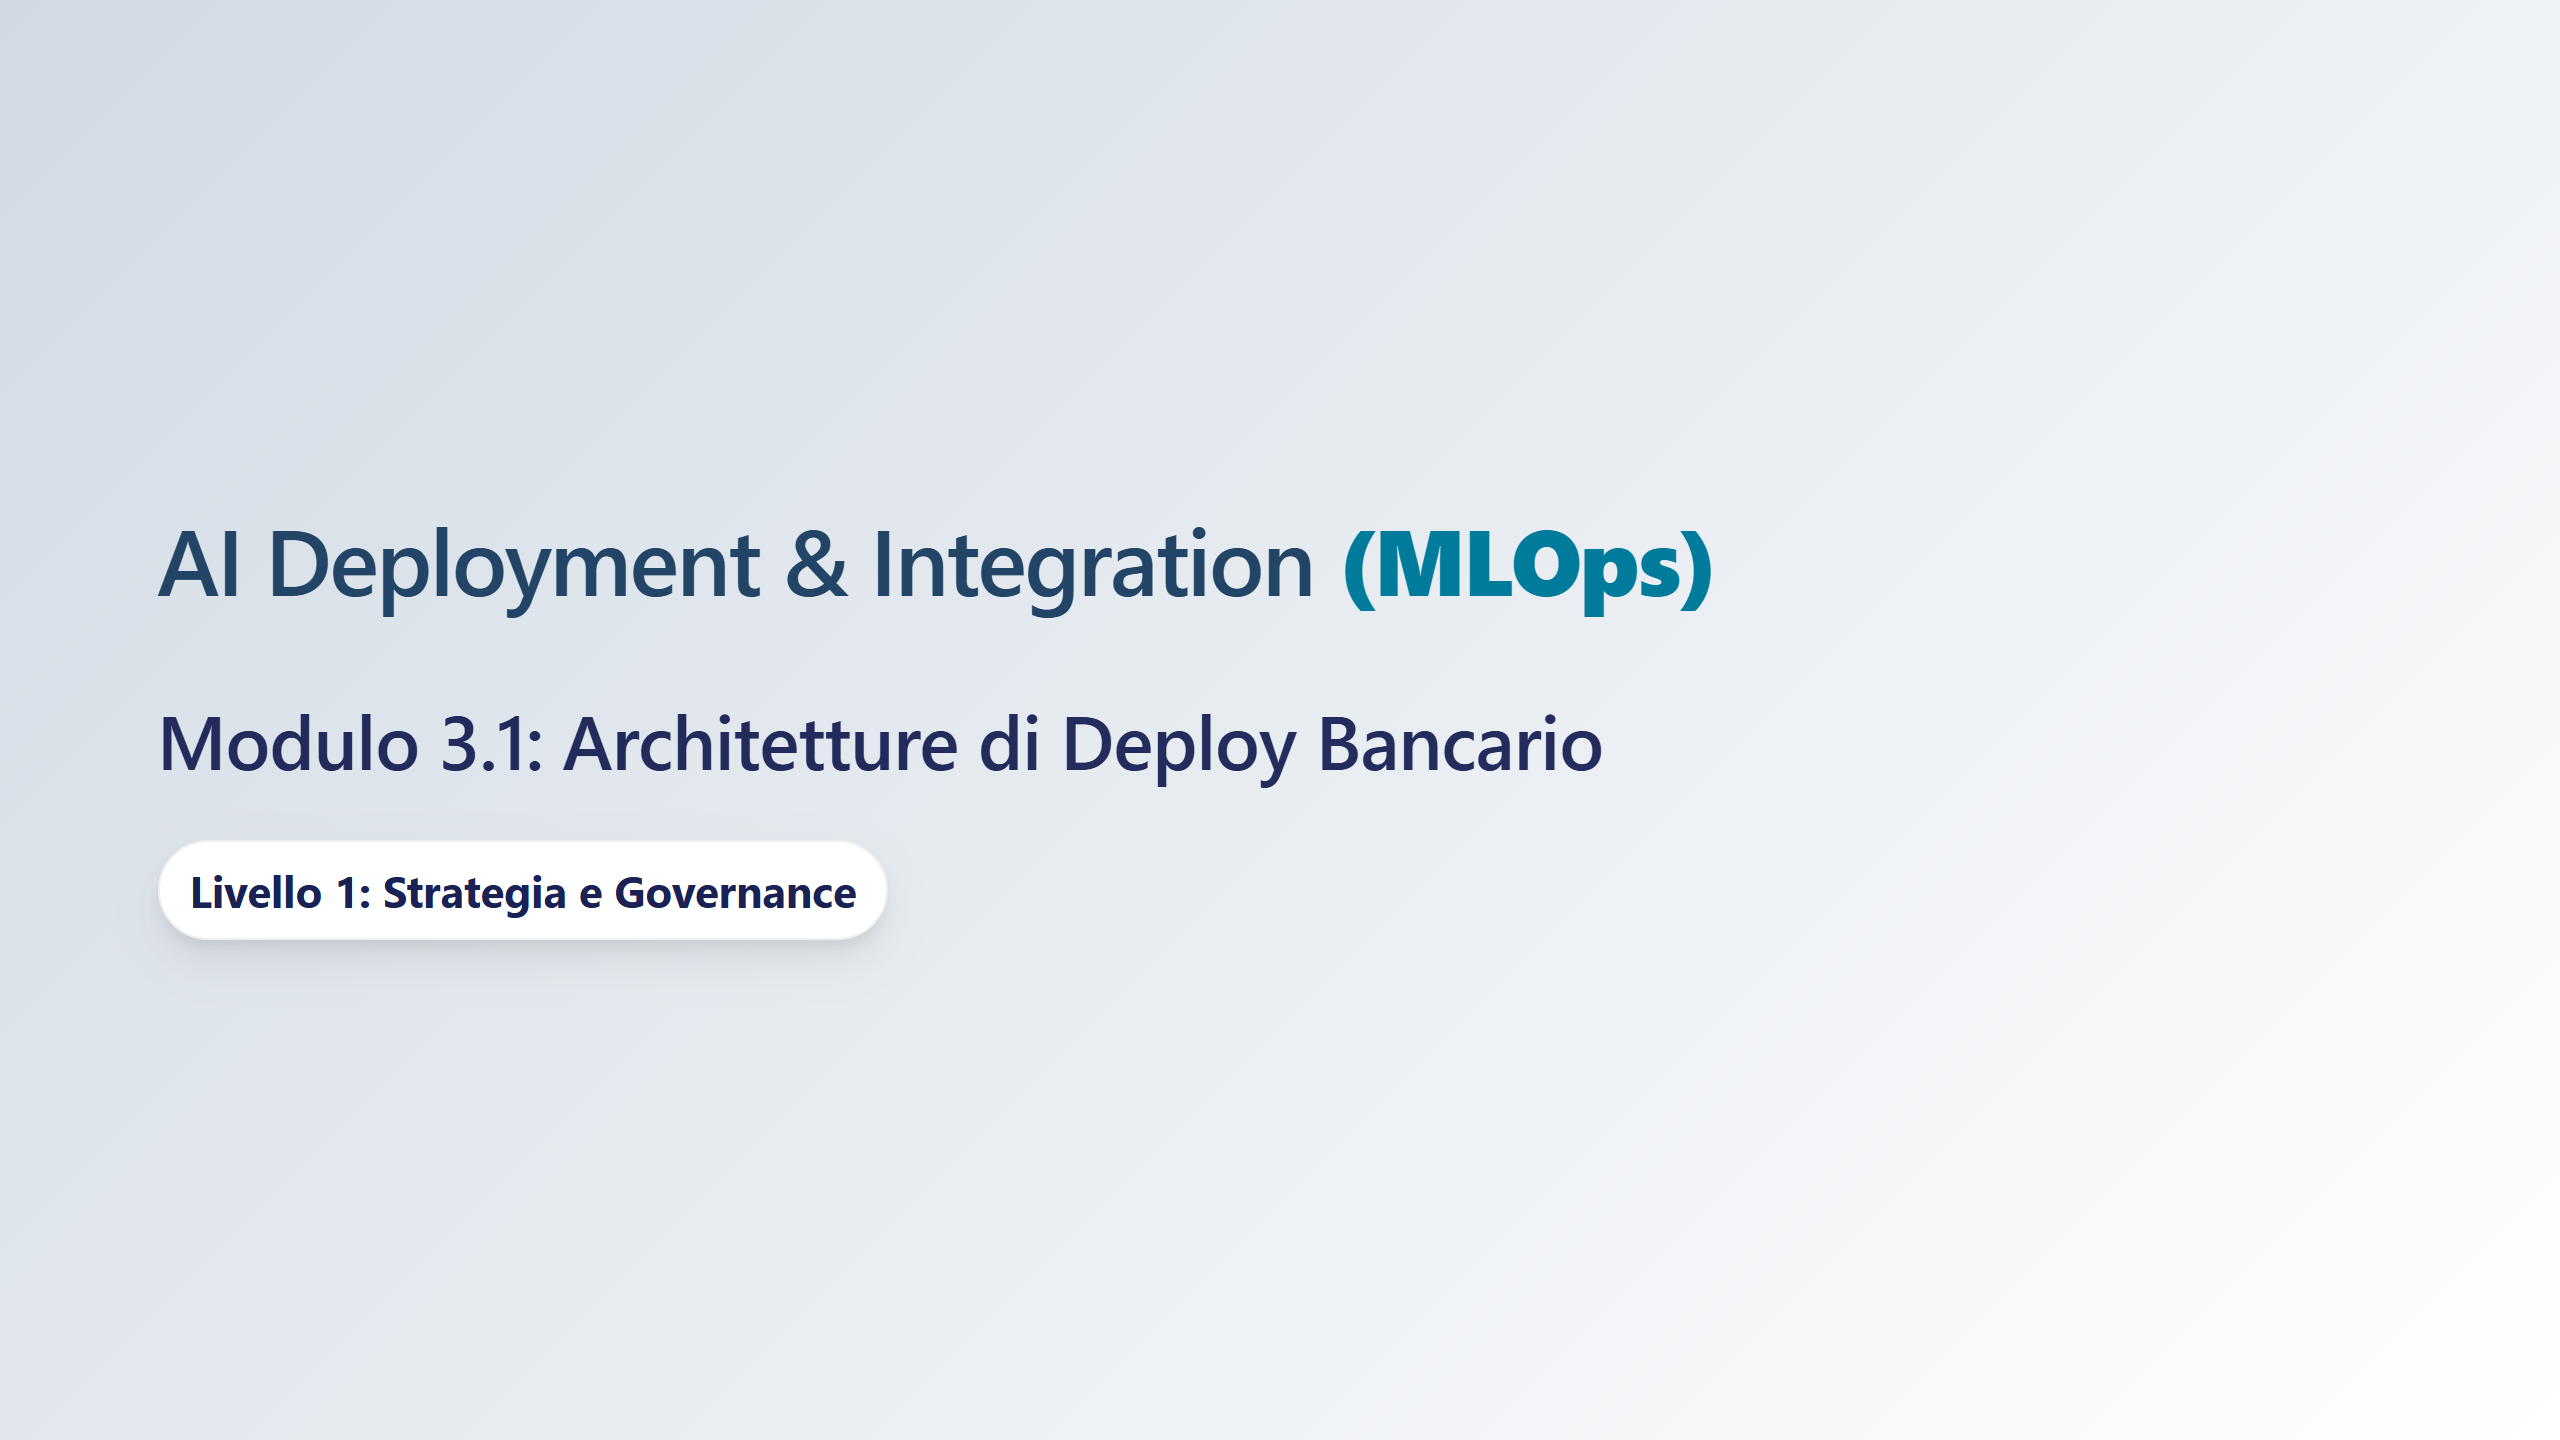 AI Deployment & Integration (MLOps)
Modulo 3.1: Architetture di Deploy Bancario
Livello 1: Strategia e Governance